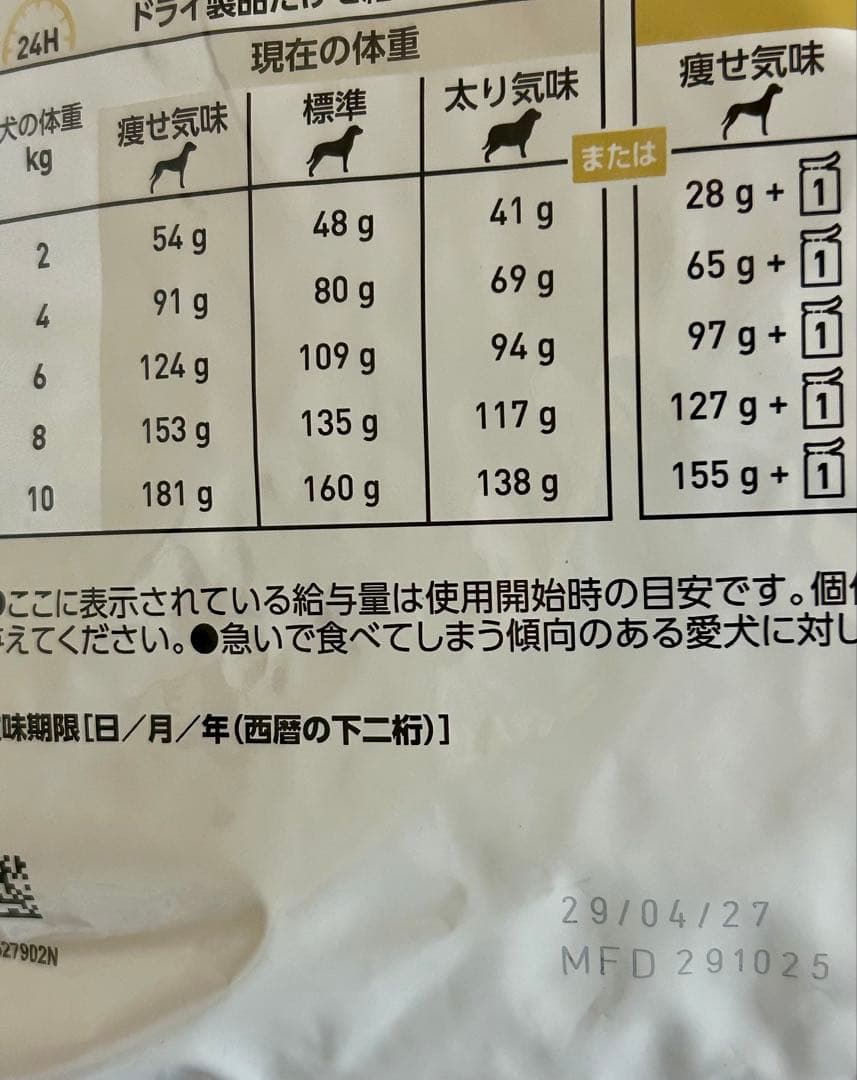 24H
ドライ製品だけ
現在の体重
犬の体重 kg 痩せ気味 標準 太り気味 または 痩せ気味
2 54 g 48 g 41 g 28 g + 1
4 91 g 80 g 69 g 65 g + 1
6 124 g 109 g 94 g 97 g + 1
8 153 g 135 g 117 g 127 g + 1
10 181 g 160 g 138 g 155 g + 1
●ここに表示されている給与量は使用開始時の目安です。個
えてください。●急いで食べてしまう傾向のある愛犬に対し
味期限[日/月/年(西暦の下二桁)]
27902N
29/04/27
MFD 291025